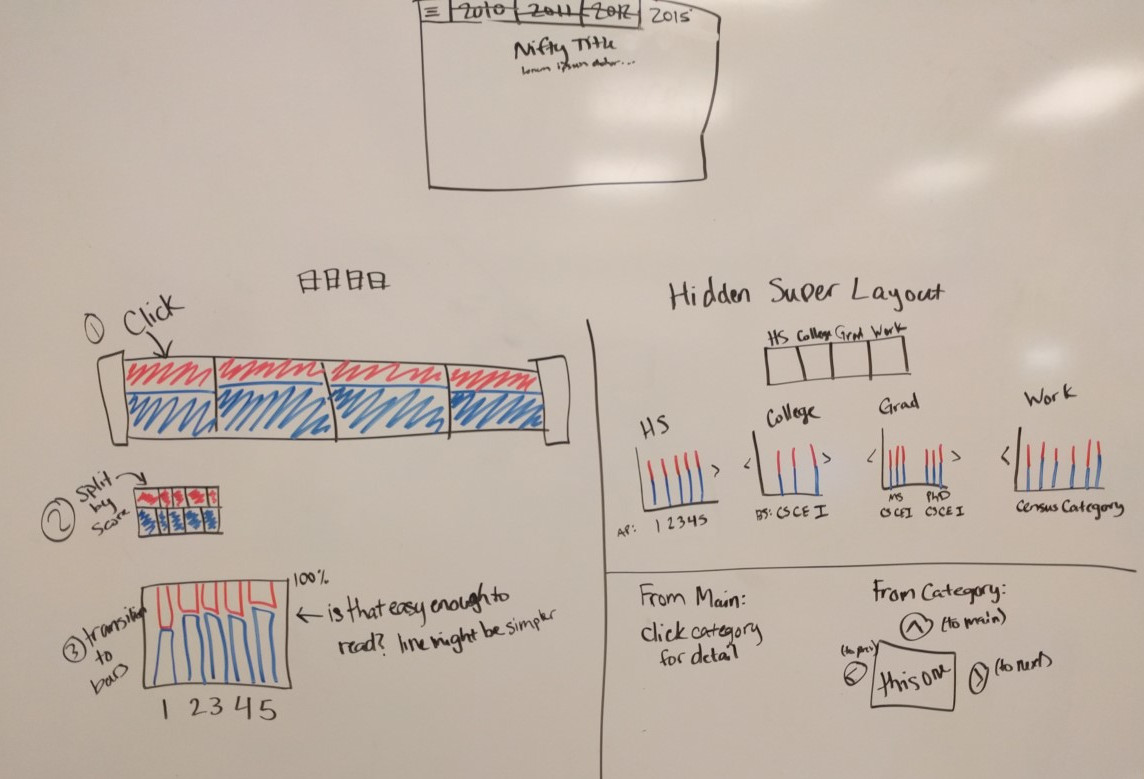 2010 2011 2012 2015
Nifty Title
lorem ipsum dolor...
① Click
② Split
by
Score
③ transition
to
bars
100%
← is that easy enough to
read? line might be simpler
1 2 3 4 5
Hidden Super Layout
HS College Grad Work
HS
College
Grad
Work
< >
AP: 1 2 3 4 5
BS: CS CE I
MS PhD
CS CE I CS CE I
Census Category
From Main:
click category
for detail
From Category:
(to main)
(to prev)
this one
(to next)